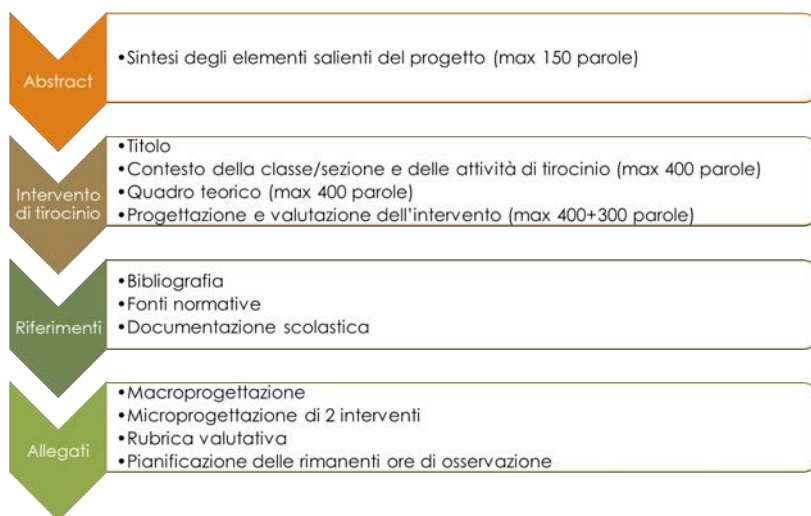 Abstract
•Sintesi degli elementi salienti del progetto (max 150 parole)
Intervento
di tirocinio
•Titolo
•Contesto della classe/sezione e delle attività di tirocinio (max 400 parole)
•Quadro teorico (max 400 parole)
•Progettazione e valutazione dell'intervento (max 400+300 parole)
Riferimenti
•Bibliografia
•Fonti normative
•Documentazione scolastica
Allegati
•Macroprogettazione
•Microprogettazione di 2 interventi
•Rubrica valutativa
•Pianificazione delle rimanenti ore di osservazione